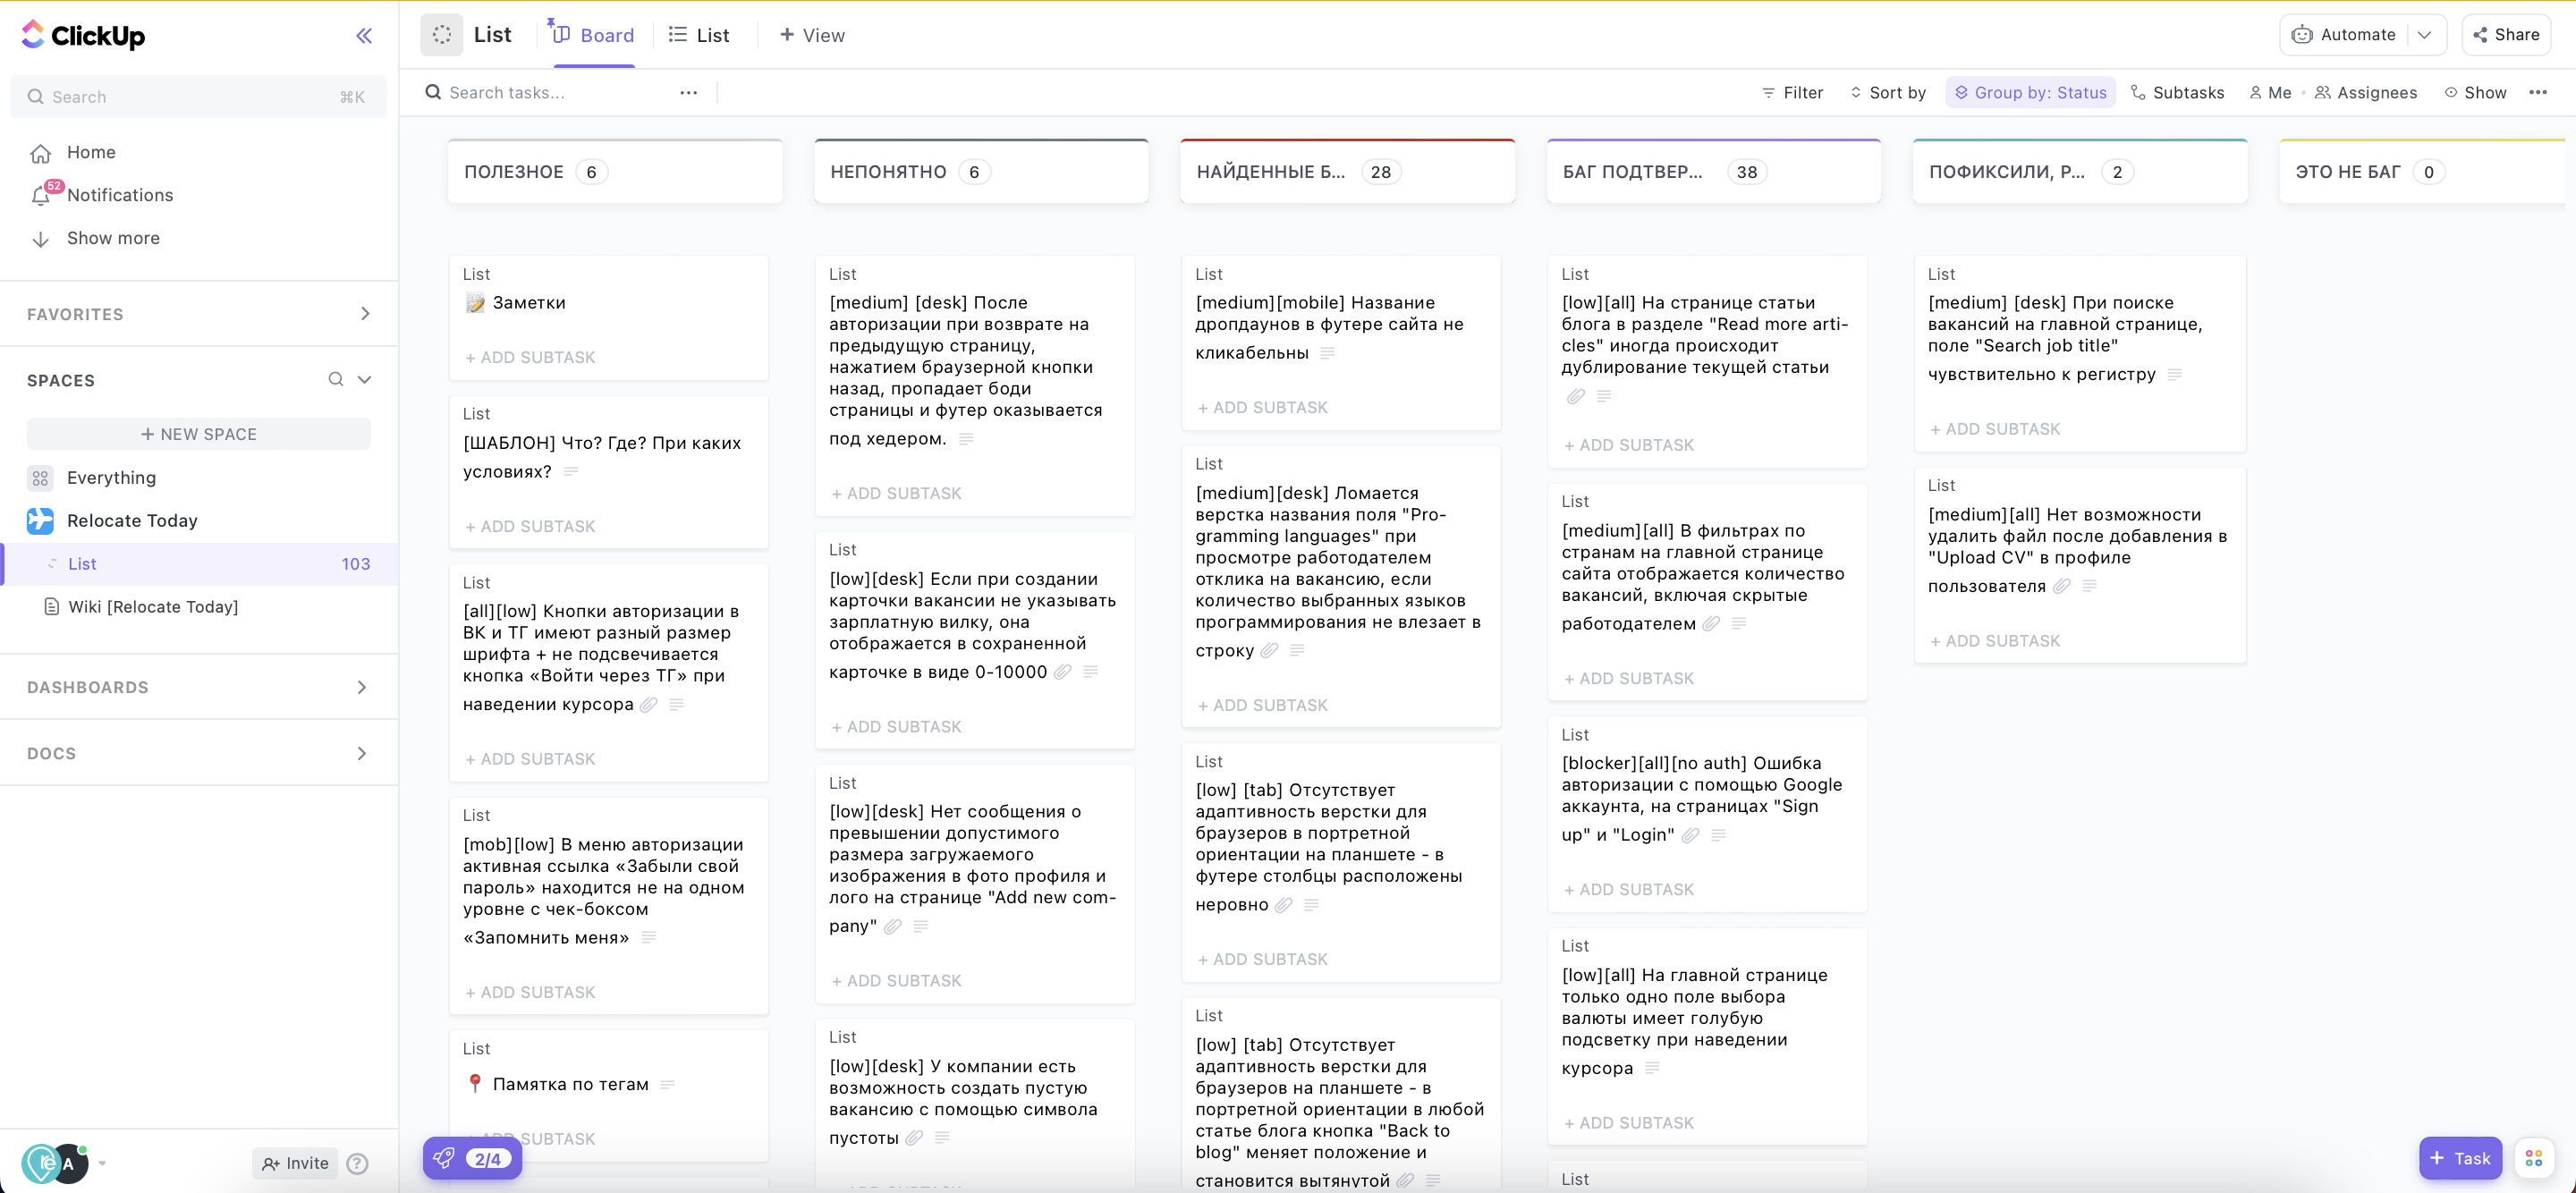 ClickUp
Search
⌘K
Home
52
Notifications
Show more
FAVORITES
SPACES
+ NEW SPACE
Everything
Relocate Today
List
103
Wiki [Relocate Today]
DASHBOARDS
DOCS
A
Invite
?
List
Board
List
+ View
Automate
Share
Search tasks...
Filter
Sort by
Group by: Status
Subtasks
Me
Assignees
Show
ПОЛЕЗНОЕ 6
List
Заметки
+ ADD SUBTASK
List
[ШАБЛОН] Что? Где? При каких
условиях?
+ ADD SUBTASK
List
[all][low] Кнопки авторизации в
ВК и ТГ имеют разный размер
шрифта + не подсвечивается
кнопка «Войти через ТГ» при
наведении курсора
+ ADD SUBTASK
List
[mob][low] В меню авторизации
активная ссылка «Забыли свой
пароль» находится не на одном
уровне с чек-боксом
«Запомнить меня»
+ ADD SUBTASK
List
Памятка по тегам
SUBTASK
2/4
НЕПОНЯТНО 6
List
[medium] [desk] После
авторизации при возврате на
предыдущую страницу,
нажатием браузерной кнопки
назад, пропадает боди
страницы и футер оказывается
под хедером.
+ ADD SUBTASK
List
[low][desk] Если при создании
карточки вакансии не указывать
зарплатную вилку, она
отображается в сохраненной
карточке в виде 0-10000
+ ADD SUBTASK
List
[low][desk] Нет сообщения о
превышении допустимого
размера загружаемого
изображения в фото профиля и
лого на странице "Add new com-
pany"
+ ADD SUBTASK
List
[low][desk] У компании есть
возможность создать пустую
вакансию с помощью символа
пустоты
НАЙДЕННЫЕ Б... 28
List
[medium][mobile] Название
дропдаунов в футере сайта не
кликабельны
+ ADD SUBTASK
List
[medium][desk] Ломается
верстка названия поля "Pro-
gramming languages" при
просмотре работодателем
отклика на вакансию, если
количество выбранных языков
программирования не влезает в
строку
+ ADD SUBTASK
List
[low] [tab] Отсутствует
адаптивность верстки для
браузеров в портретной
ориентации на планшете - в
футере столбцы расположены
неровно
+ ADD SUBTASK
List
[low] [tab] Отсутствует
адаптивность верстки для
браузеров на планшете - в
портретной ориентации в любой
статье блога кнопка "Back to
blog" меняет положение и
становится вытянутой
БАГ ПОДТВЕР... 38
List
[low][all] На странице статьи
блога в разделе "Read more arti-
cles" иногда происходит
дублирование текущей статьи
+ ADD SUBTASK
List
[medium][all] В фильтрах по
странам на главной странице
сайта отображается количество
вакансий, включая скрытые
работодателем
+ ADD SUBTASK
List
[blocker][all][no auth] Ошибка
авторизации с помощью Google
аккаунта, на страницах "Sign
up" и "Login"
+ ADD SUBTASK
List
[low][all] На главной странице
только одно поле выбора
валюты имеет голубую
подсветку при наведении
курсора
+ ADD SUBTASK
List
ПОФИКСИЛИ, Р... 2
List
[medium] [desk] При поиске
вакансий на главной странице,
поле "Search job title"
чувствительно к регистру
+ ADD SUBTASK
List
[medium][all] Нет возможности
удалить файл после добавления в
"Upload CV" в профиле
пользователя
+ ADD SUBTASK
ЭТО НЕ БАГ 0
+ Task